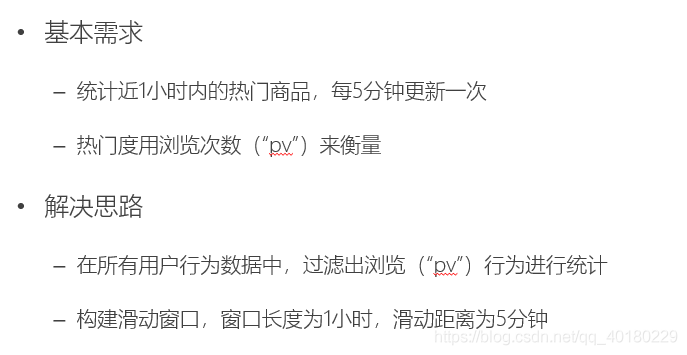 • 基本需求
– 统计近1小时内的热门商品，每5分钟更新一次
– 热门度用浏览次数（“pv”）来衡量
• 解决思路
– 在所有用户行为数据中，过滤出浏览（“pv”）行为进行统计
– 构建滑动窗口，窗口长度为1小时，滑动距离为5分钟
https://blog.csdn.net/qq_40180229